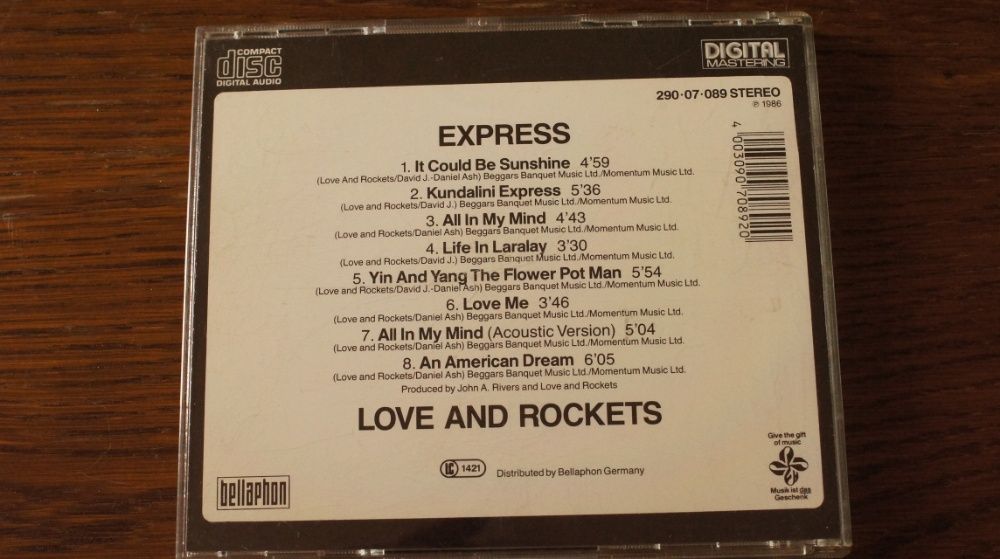 COMPACT
disc
DIGITAL AUDIO
DIGITAL
MASTERING
290·07·089 STEREO
℗ 1986
4 003090 708920
EXPRESS
1. It Could Be Sunshine 4'59
(Love And Rockets/David J.-Daniel Ash) Beggars Banquet Music Ltd./Momentum Music Ltd.
2. Kundalini Express 5'36
(Love and Rockets/David J.) Beggars Banquet Music Ltd./Momentum Music Ltd.
3. All In My Mind 4'43
(Love and Rockets/Daniel Ash) Beggars Banquet Music Ltd./Momentum Music Ltd.
4. Life In Laralay 3'30
(Love and Rockets/David J.) Beggars Banquet Music Ltd./Momentum Music Ltd.
5. Yin And Yang The Flower Pot Man 5'54
(Love and Rockets/David J.-Daniel Ash) Beggars Banquet Music Ltd./Momentum Music Ltd.
6. Love Me 3'46
(Love and Rockets/Daniel Ash) Beggars Banquet Music Ltd./Momentum Music Ltd.
7. All In My Mind (Acoustic Version) 5'04
(Love and Rockets/Daniel Ash) Beggars Banquet Music Ltd./Momentum Music Ltd.
8. An American Dream 6'05
(Love and Rockets/Daniel Ash) Beggars Banquet Music Ltd./Momentum Music Ltd.
Produced by John A. Rivers and Love and Rockets
LOVE AND ROCKETS
Give the gift
of music
LC 1421
Distributed by Bellaphon Germany
bellaphon
Musik ist das
Geschenk